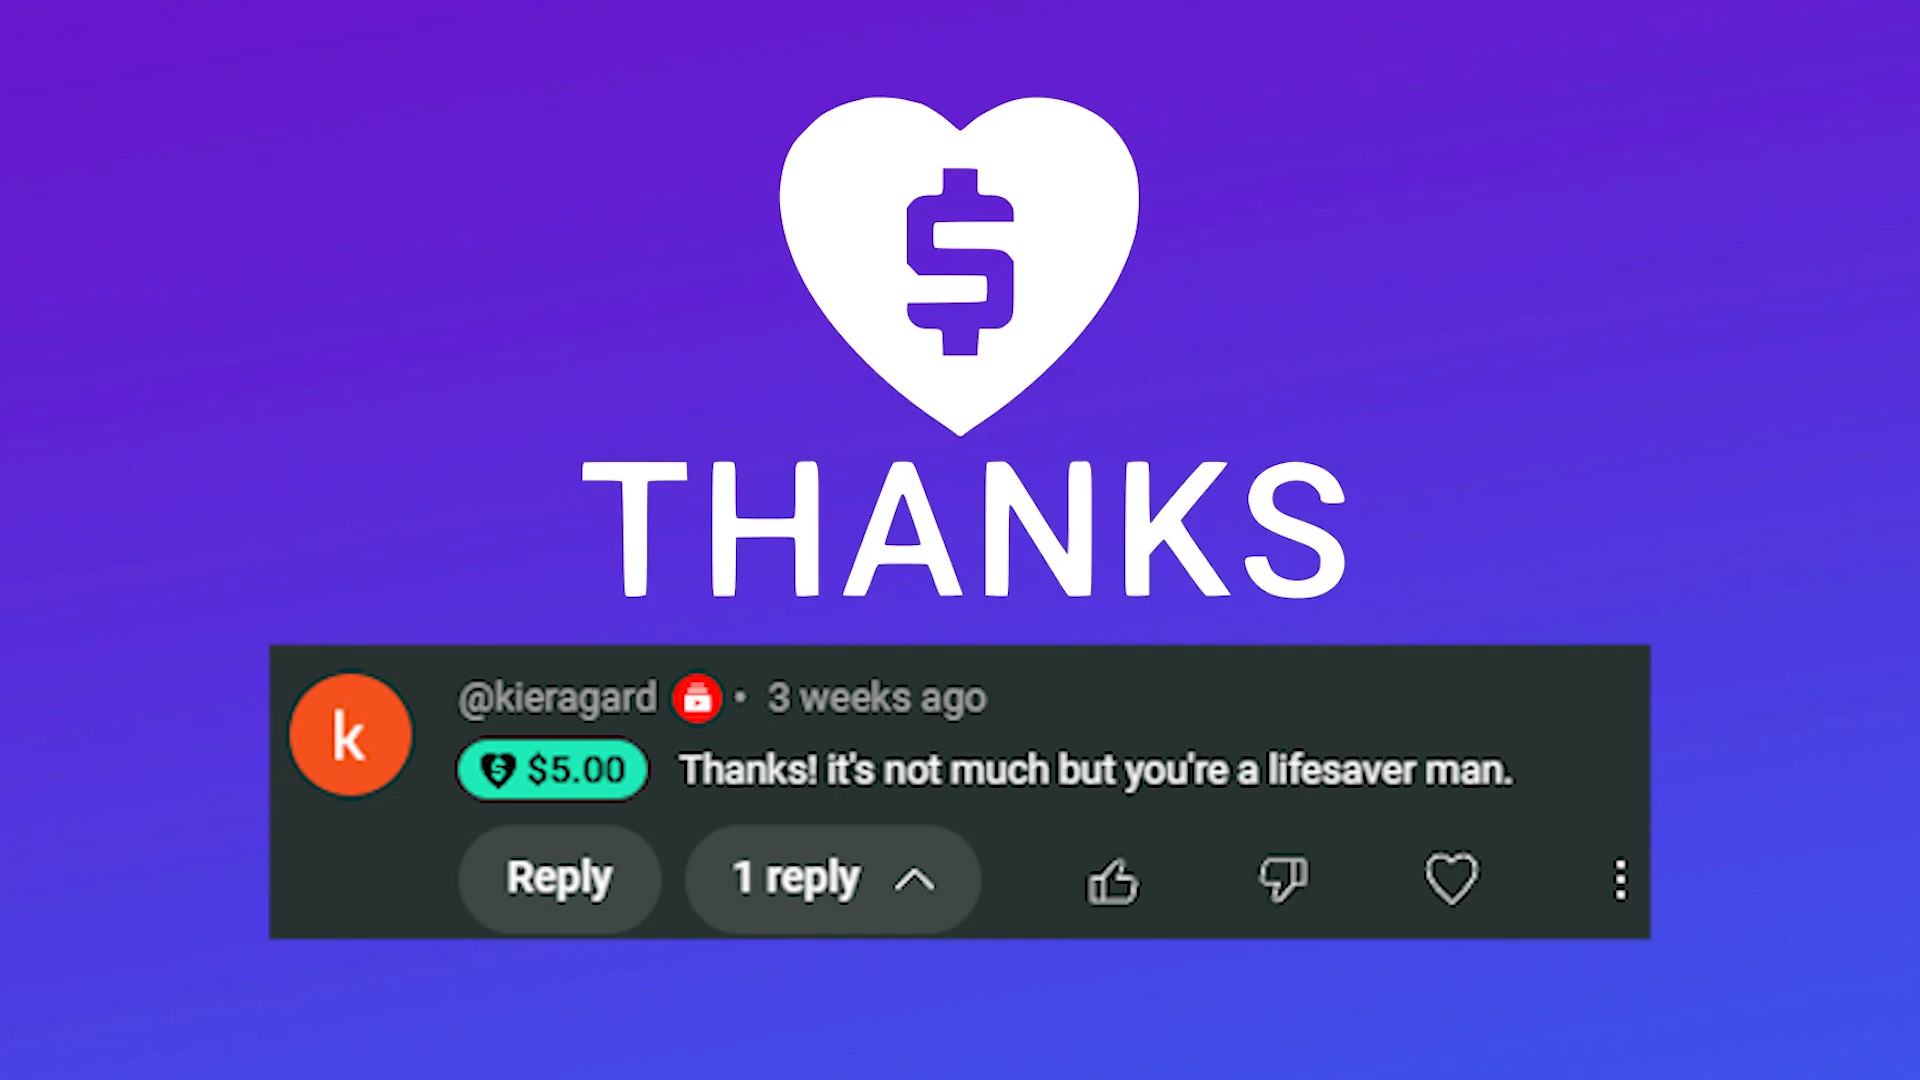 $
THANKS
k
@kieragard • 3 weeks ago
$ $5.00 Thanks! it's not much but you're a lifesaver man.
Reply 1 reply